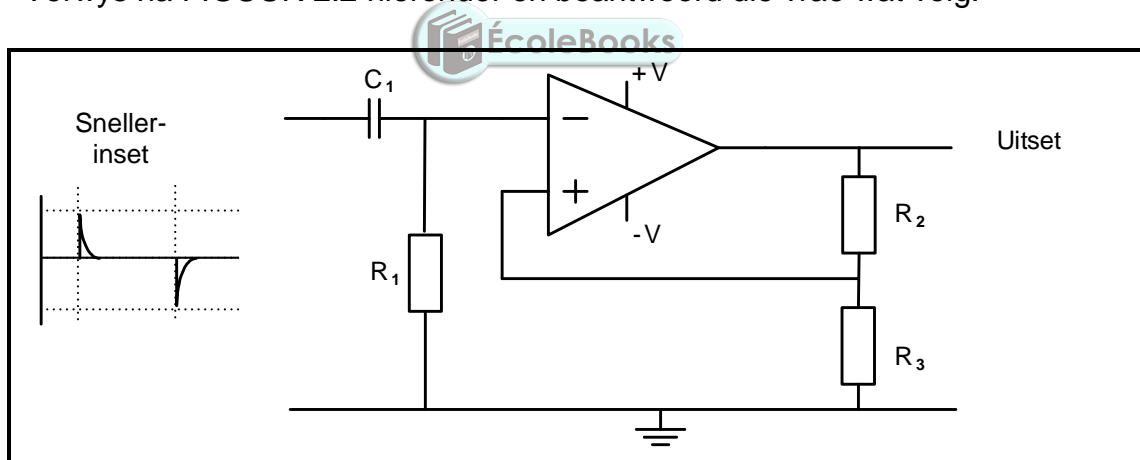 ÉcoleBooks
Sneller-
inset
C1
+V
−
+
-V
Uitset
R1
R2
R3